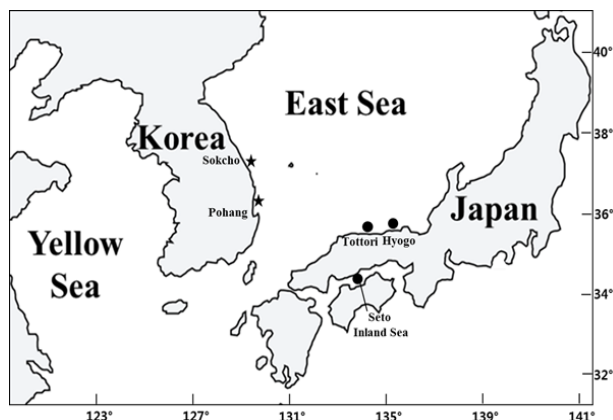 40°
East Sea
Korea
38°
Sokcho
Pohang
Japan
36°
Tottori Hyogo
Yellow
Sea
34°
Seto
Inland Sea
32°
123° 127° 131° 135° 139° 141°